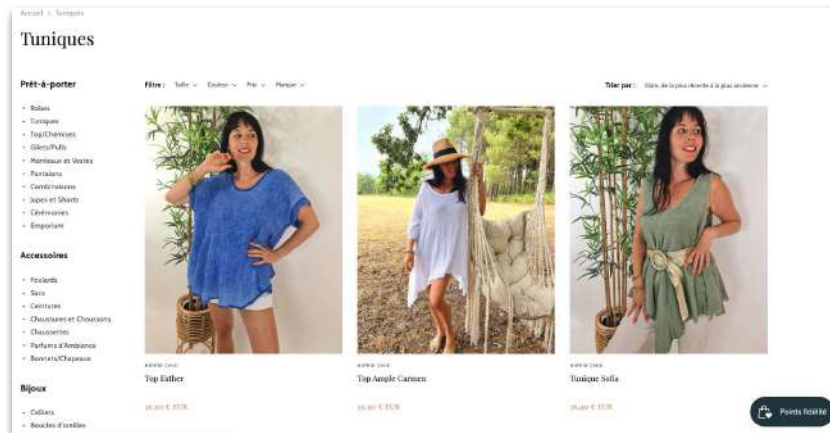 Accueil > Tuniques
Tuniques
Prêt-à-porter
Robes
Tuniques
Top/Chemises
Gilets/Pulls
Manteaux et Vestes
Pantalons
Combinaisons
Jupes et Shorts
Cérémonies
Emporium
Accessoires
Foulards
Sacs
Ceintures
Chaussures et Chaussons
Chaussettes
Parfums d'Ambiance
Bonnets/Chapeaux
Bijoux
Colliers
Boucles d'oreilles
Filtre : Taille Couleur Prix Marque
Trier par : Date, de la plus récente à la plus ancienne
Top Esther
€ EUR
Top Ample Carmen
€ EUR
Tunique Sofia
€ EUR
Points fidélité